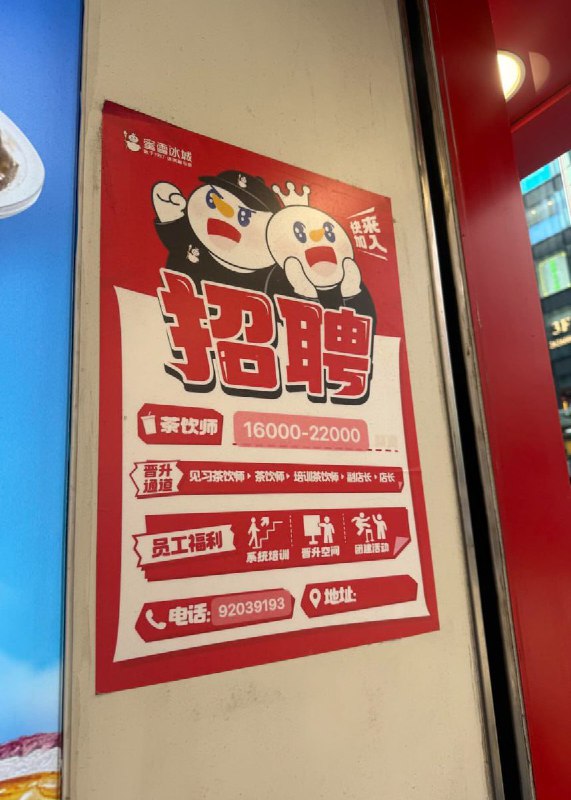 蜜雪冰城
快来
加入
招聘
茶饮师
16000-22000
晋升
通道
见习茶饮师▸茶饮师▸培训茶饮师▸副店长▸店长
员工福利
系统培训
晋升空间
团建活动
电话:
92039193
地址:
3F